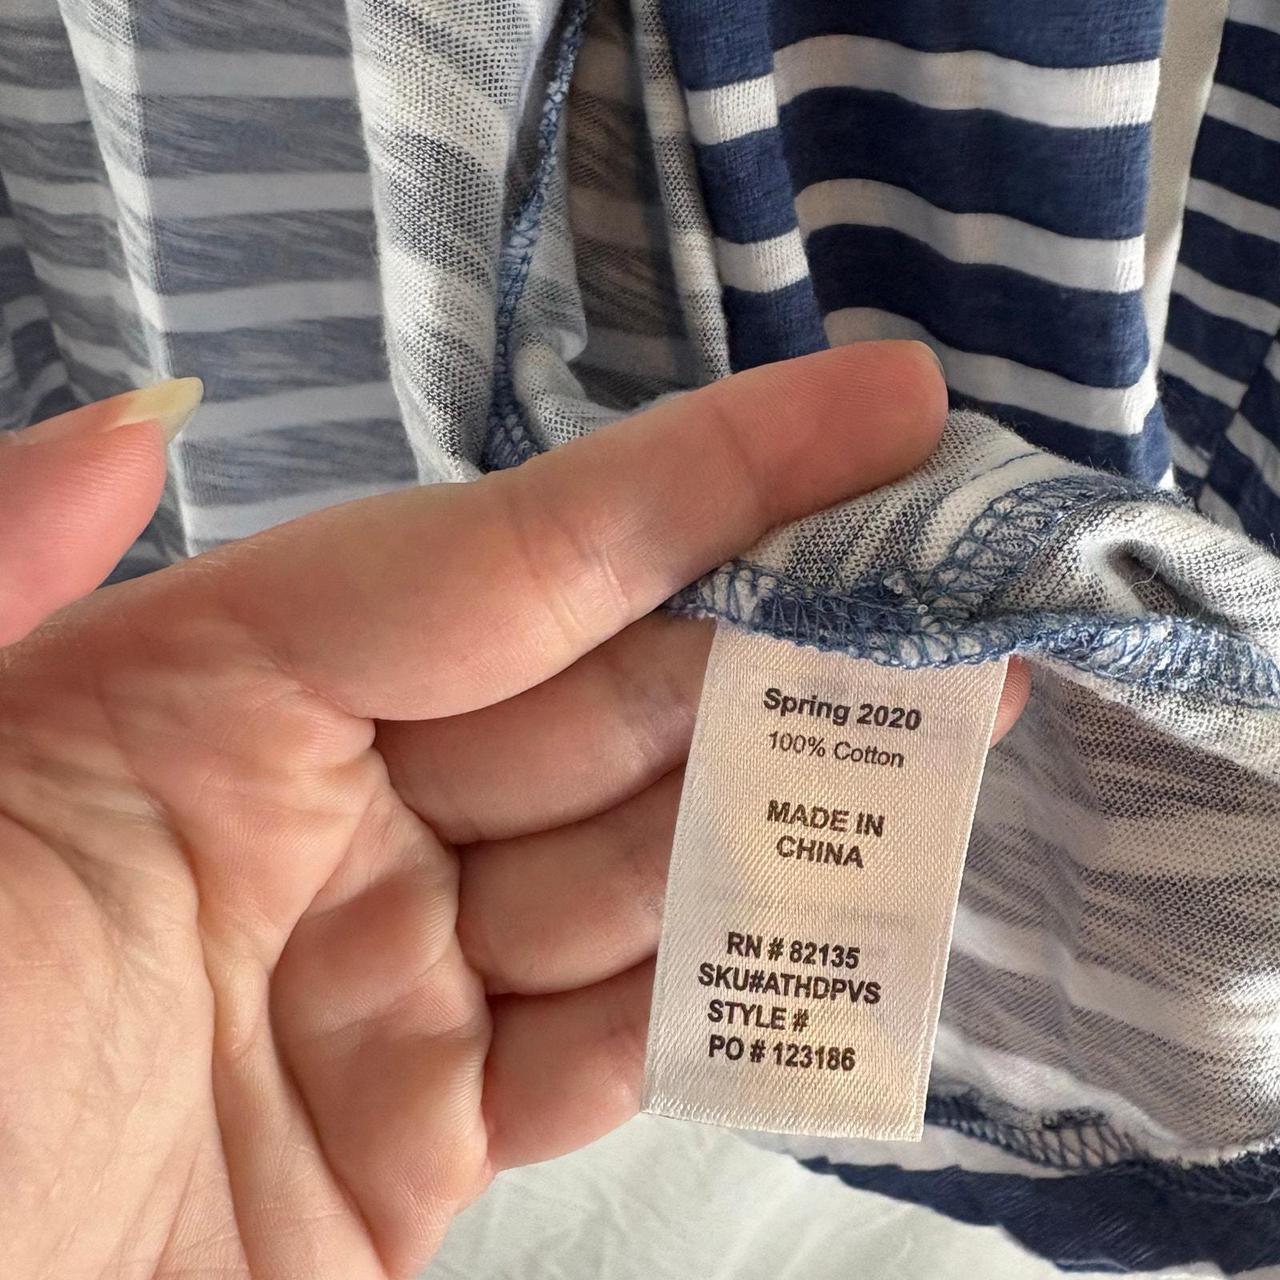 Spring 2020
100% Cotton
MADE IN
CHINA
RN # 82135
SKU#ATHDPVS
STYLE #
PO # 123186